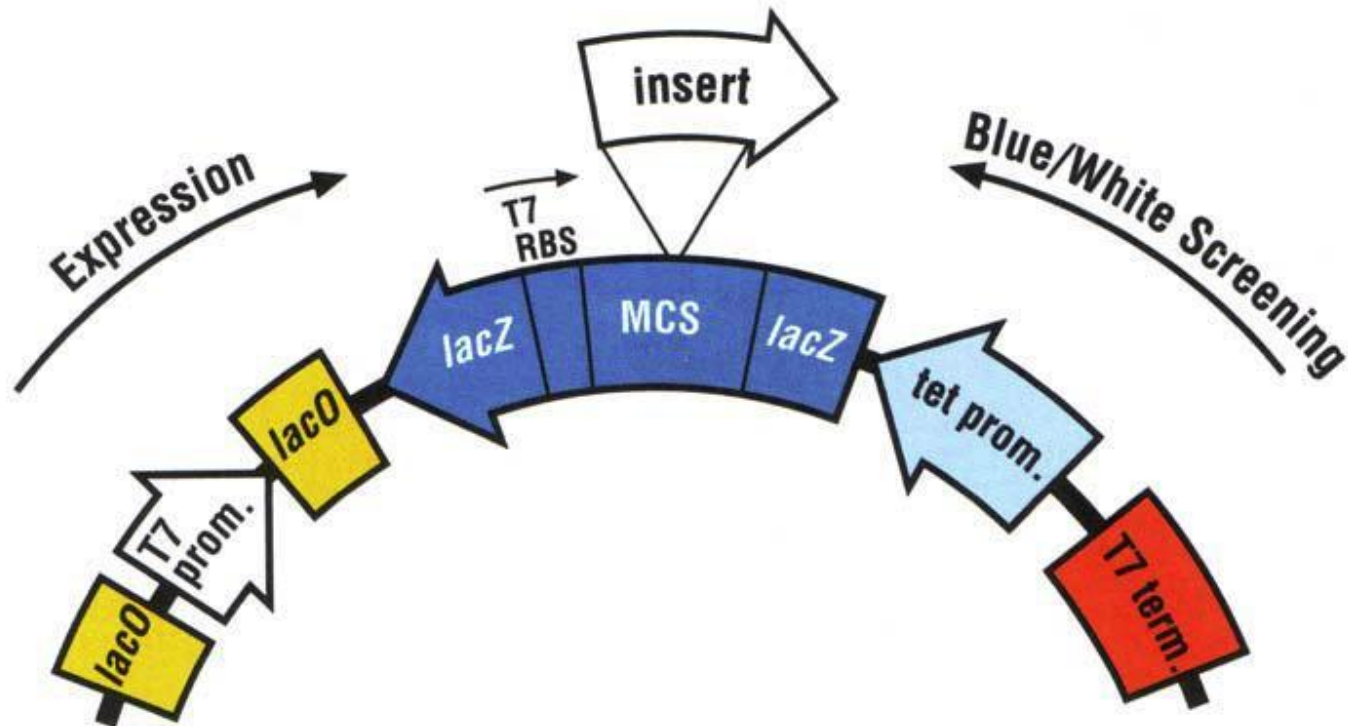 insert
Expression
Blue/White Screening
T7
RBS
lacZ
MCS
lacZ
lacO
tet prom.
T7
prom.
lacO
T7 term.